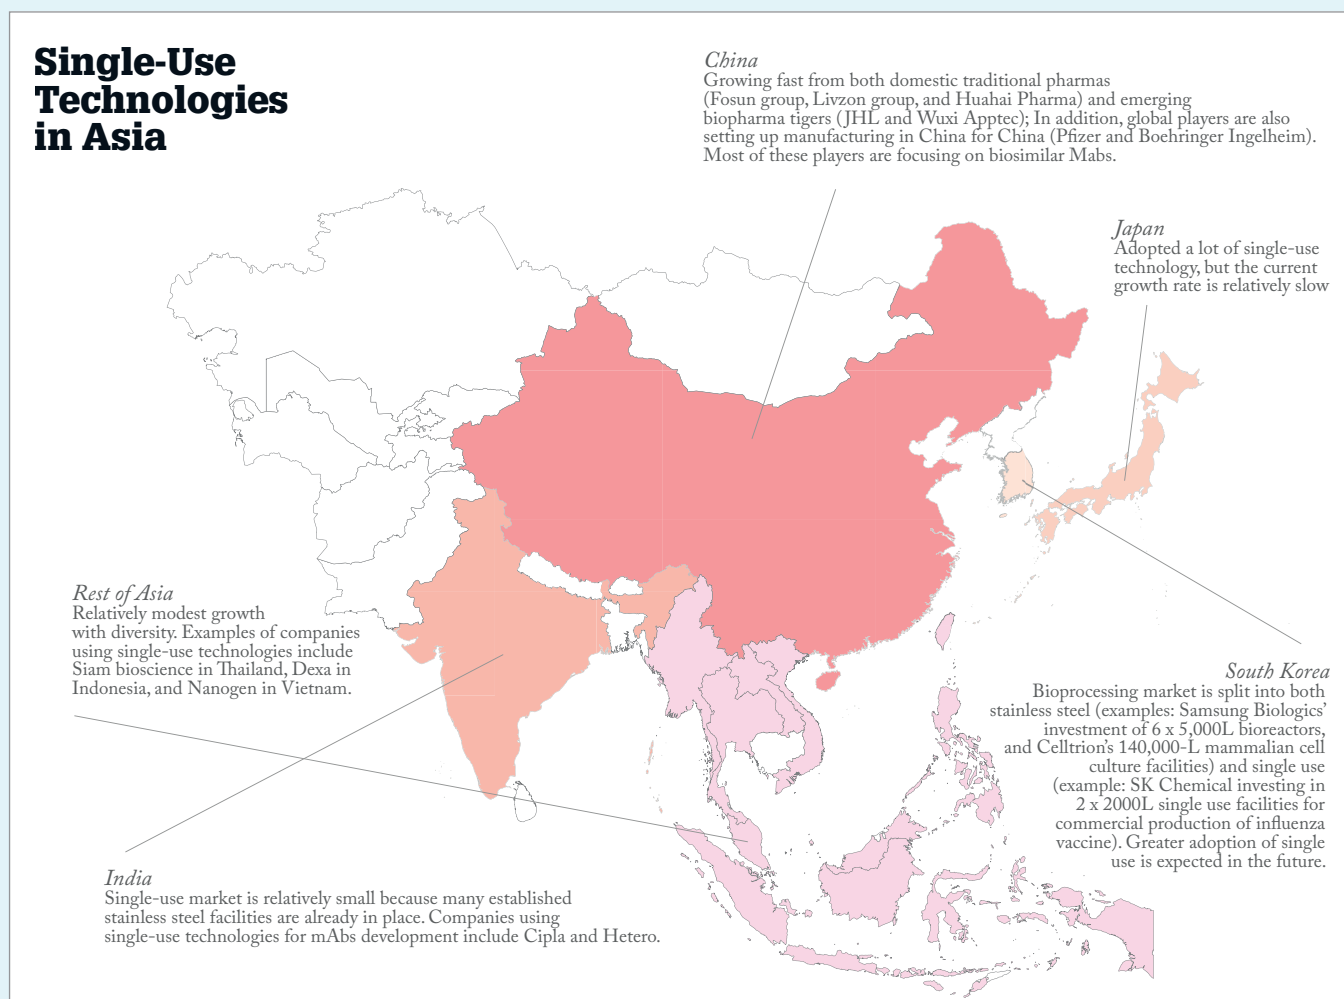 Single-Use
Technologies
in Asia
China
Growing fast from both domestic traditional pharmas
(Fosun group, Livzon group, and Huahai Pharma) and emerging
biopharma tigers (JHL and Wuxi Apptec); In addition, global players are also
setting up manufacturing in China for China (Pfizer and Boehringer Ingelheim).
Most of these players are focusing on biosimilar Mabs.
Japan
Adopted a lot of single-use
technology, but the current
growth rate is relatively slow
Rest of Asia
Relatively modest growth
with diversity. Examples of companies
using single-use technologies include
Siam bioscience in Thailand, Dexa in
Indonesia, and Nanogen in Vietnam.
South Korea
Bioprocessing market is split into both
stainless steel (examples: Samsung Biologics'
investment of 6 x 5,000L bioreactors,
and Celltrion's 140,000-L mammalian cell
culture facilities) and single use
(example: SK Chemical investing in
2 x 2000L single use facilities for
commercial production of influenza
vaccine). Greater adoption of single
use is expected in the future.
India
Single-use market is relatively small because many established
stainless steel facilities are already in place. Companies using
single-use technologies for mAbs development include Cipla and Hetero.